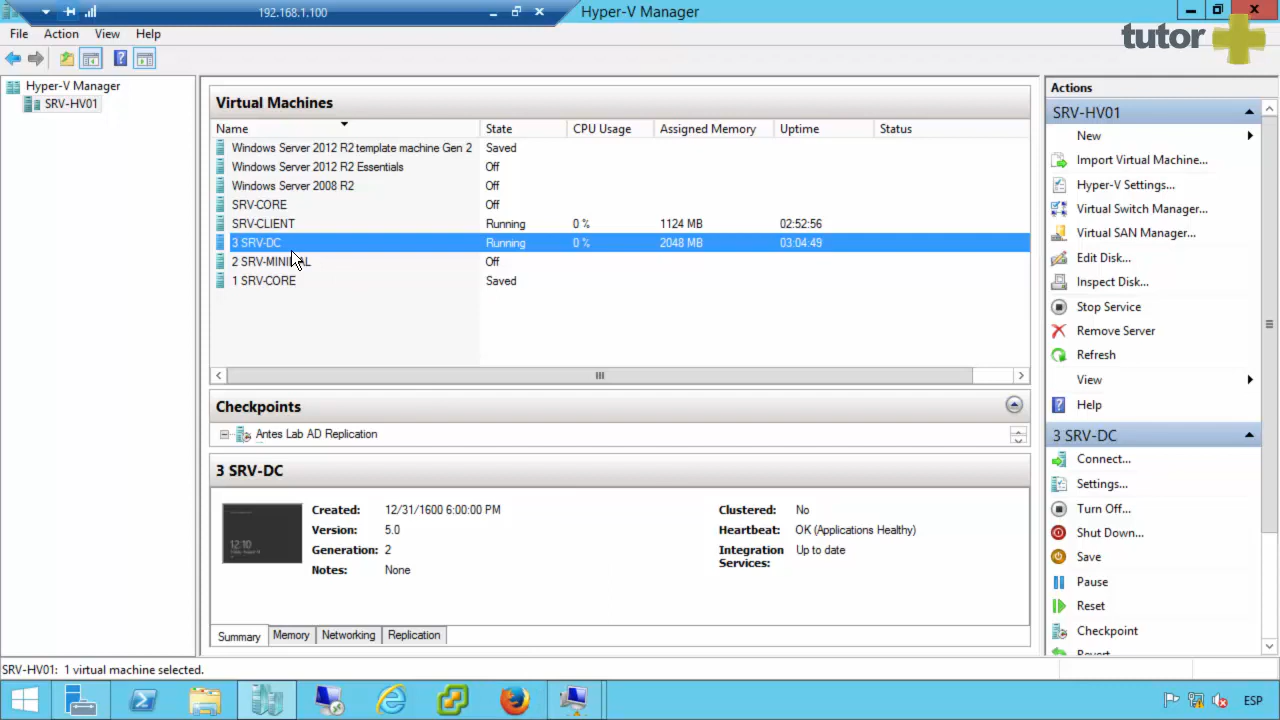 192.168.1.100
Hyper-V Manager
tutor
File Action View Help
Hyper-V Manager
SRV-HV01
Virtual Machines
Name State CPU Usage Assigned Memory Uptime Status
Windows Server 2012 R2 template machine Gen 2 Saved
Windows Server 2012 R2 Essentials Off
Windows Server 2008 R2 Off
SRV-CORE Off
SRV-CLIENT Running 0 % 1124 MB 02:52:56
3 SRV-DC Running 0 % 2048 MB 03:04:49
2 Off
1 SRV-CORE Saved
Checkpoints
Antes Lab AD Replication
3 SRV-DC
12:10
Created: 12/31/1600 6:00:00 PM
Version: 5.0
Generation: 2
Notes: None
Clustered: No
Heartbeat: OK (Applications Healthy)
Integration Services: Up to date
Summary Memory Networking Replication
Actions
SRV-HV01
New
Import Virtual Machine...
Hyper-V Settings...
Virtual Switch Manager...
Virtual SAN Manager...
Edit Disk...
Inspect Disk...
Stop Service
Remove Server
Refresh
View
Help
3 SRV-DC
Connect...
Settings...
Turn Off...
Shut Down...
Save
Pause
Reset
Checkpoint
SRV-HV01: 1 virtual machine selected.
ESP